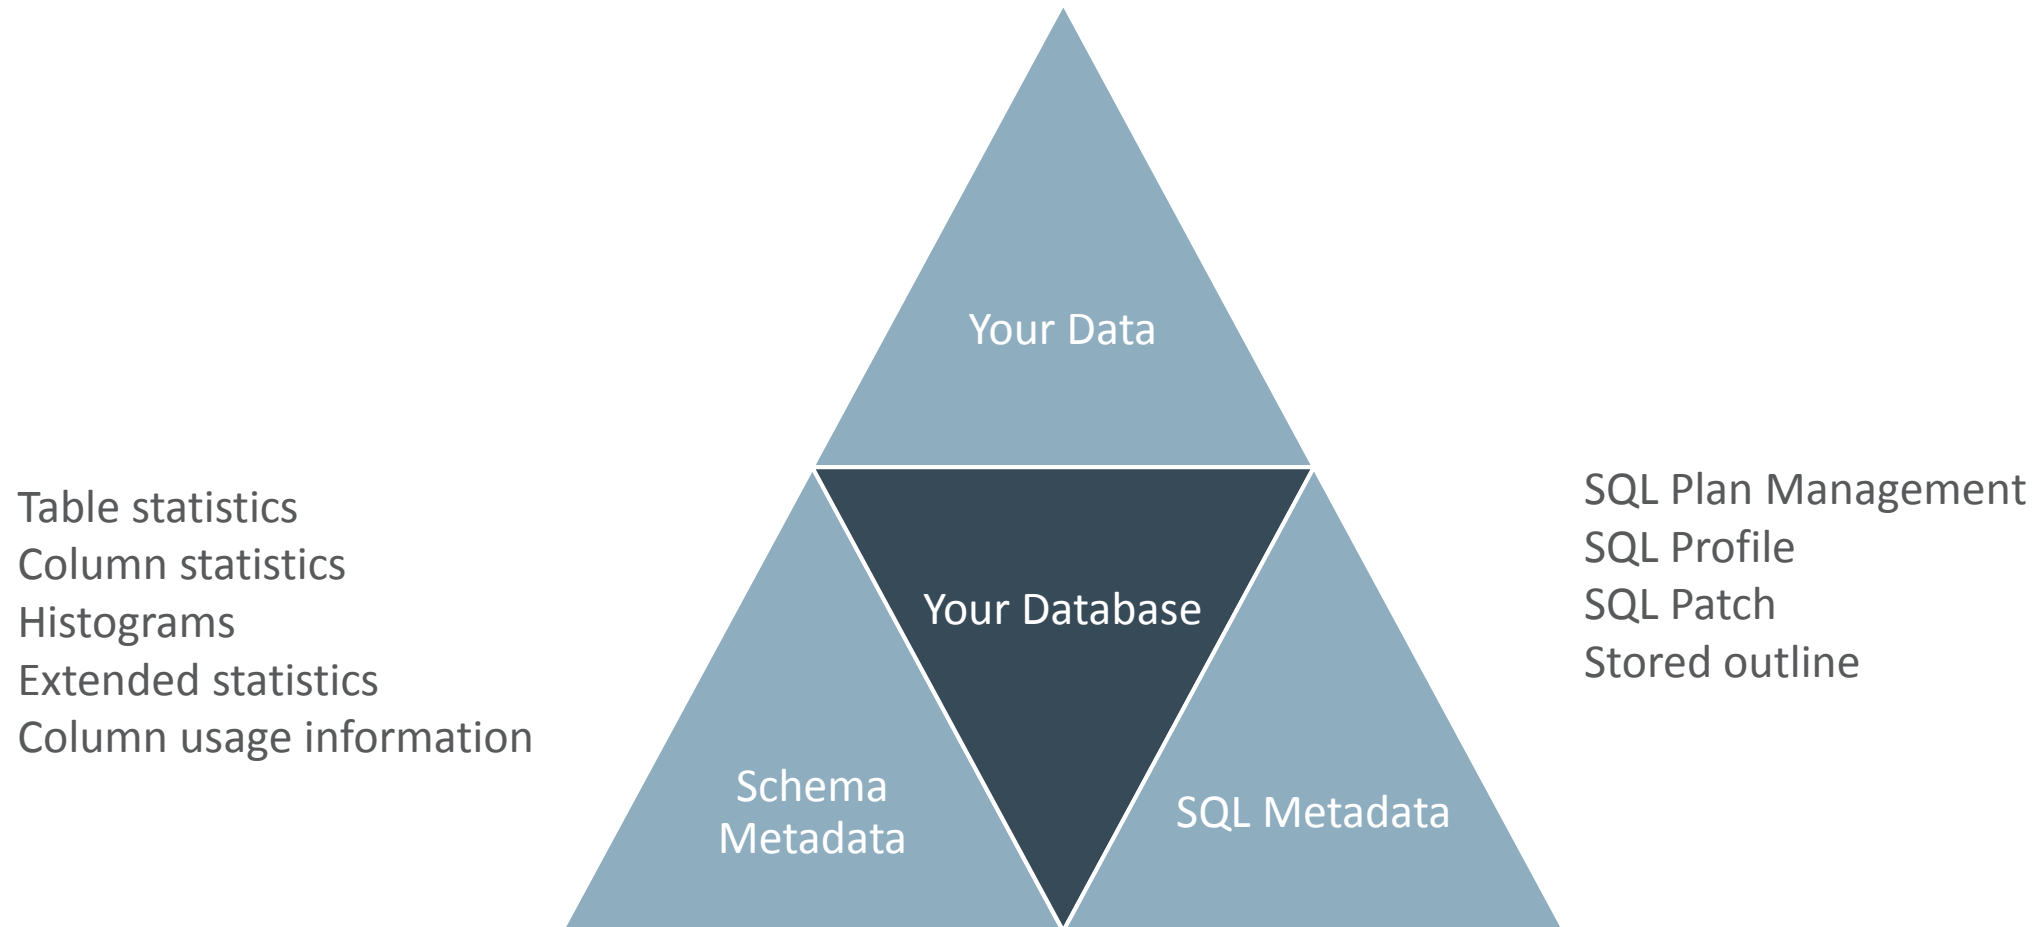 Your Data
Table statistics
Column statistics
Histograms
Extended statistics
Column usage information
Your Database
Schema
Metadata
SQL Metadata
SQL Plan Management
SQL Profile
SQL Patch
Stored outline